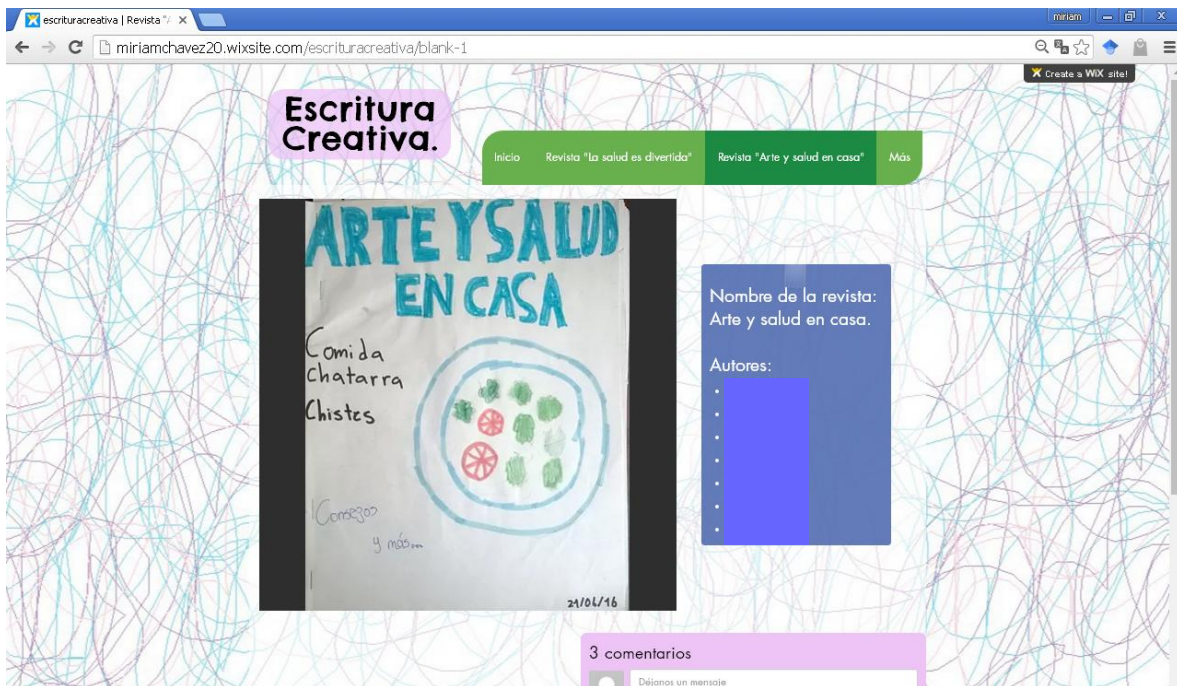 escrituracreativa | Revista "A
miriam
miriamchavez20.wixsite.com/escrituracreativa/blank-1
Create a WiX site!
Escritura
Creativa.
Inicio
Revista "La salud es divertida"
Revista "Arte y salud en casa"
Más
ARTE Y SALUD
EN CASA
Comida
Chatarra
Chistes
Consejos
y más...
21/06/16
Nombre de la revista:
Arte y salud en casa.
Autores:
3 comentarios
Déjanos un mensaje